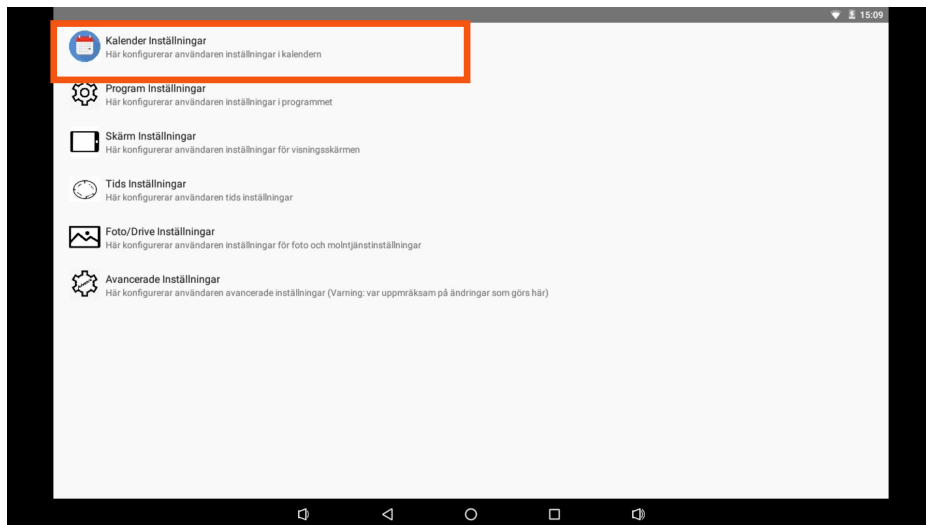 15:09
Kalender Inställningar
Här konfigurerar användaren inställningar i kalendern
Program Inställningar
Här konfigurerar användaren inställningar i programmet
Skärm Inställningar
Här konfigurerar användaren inställningar för visningsskärmen
Tids Inställningar
Här konfigurerar användaren tids inställningar
Foto/Drive Inställningar
Här konfigurerar användaren inställningar för foto och molntjänstinställningar
Avancerade Inställningar
Här konfigurerar användaren avancerade inställningar (Varning: var uppmräksam på ändringar som görs här)